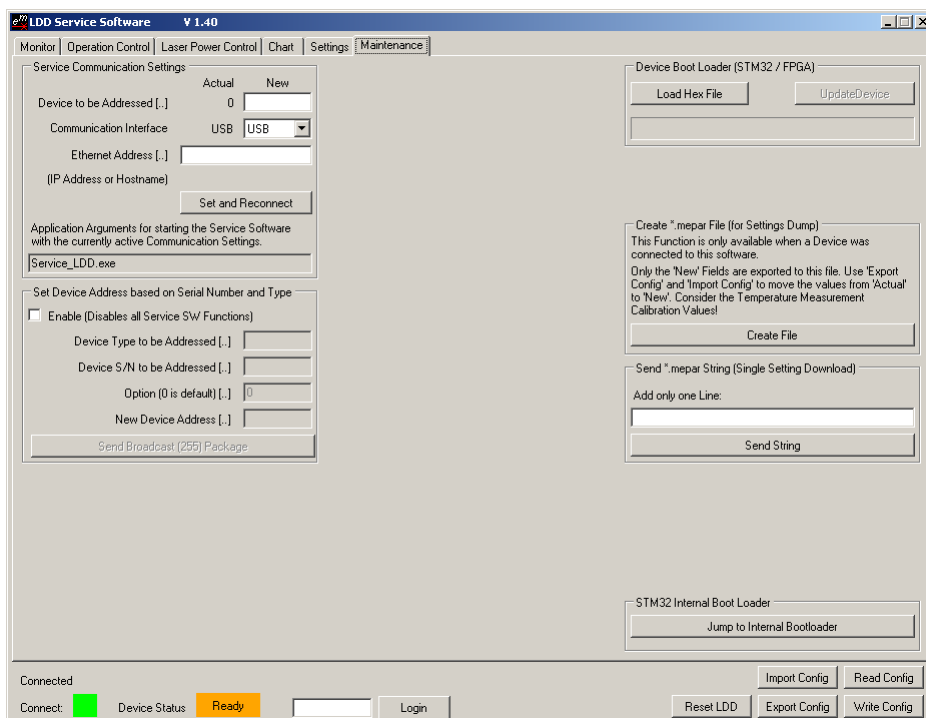 em LDD Service Software V 1.40
Monitor Operation Control Laser Power Control Chart Settings Maintenance
Service Communication Settings
Actual New
Device to be Addressed [..] 0
Communication Interface USB USB
Ethernet Address [..]
(IP Address or Hostname)
Set and Reconnect
Application Arguments for starting the Service Software
with the currently active Communication Settings.
Service_LDD.exe
Set Device Address based on Serial Number and Type
Enable (Disables all Service SW Functions)
Device Type to be Addressed [..]
Device S/N to be Addressed [..]
Option (0 is default) [..] 0
New Device Address [..]
Send Broadcast (255) Package
Device Boot Loader (STM32 / FPGA)
Load Hex File UpdateDevice
Create *.mepar File (for Settings Dump)
This Function is only available when a Device was
connected to this software.
Only the 'New' Fields are exported to this file. Use 'Export
Config' and 'Import Config' to move the values from 'Actual'
to 'New'. Consider the Temperature Measurement
Calibration Values!
Create File
Send *.mepar String (Single Setting Download)
Add only one Line:
Send String
STM32 Internal Boot Loader
Jump to Internal Bootloader
Connected
Import Config Read Config
Connect: Device Status Ready Login Reset LDD Export Config Write Config